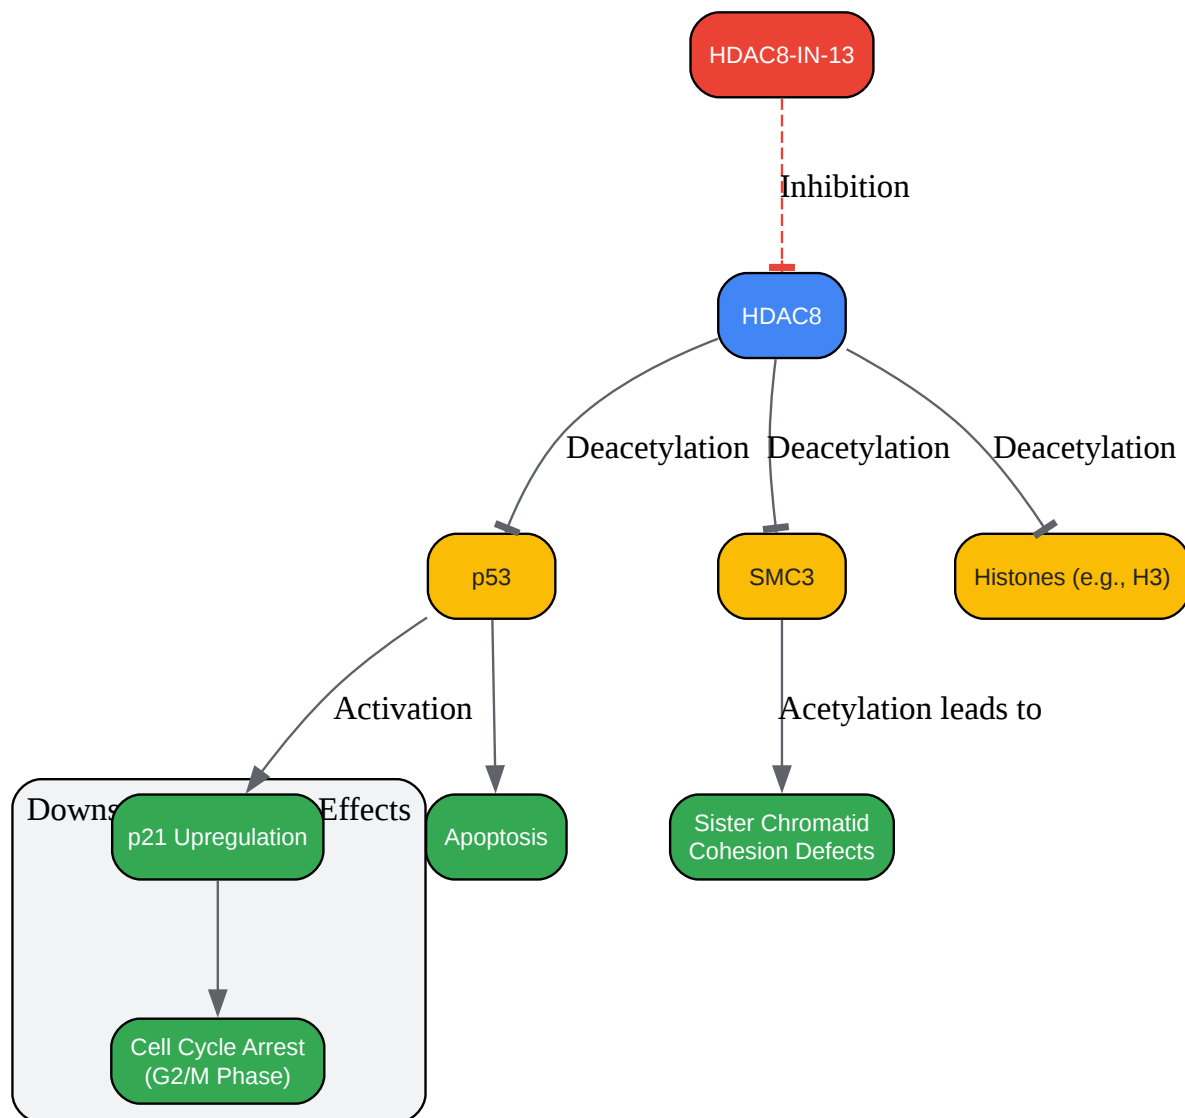 HDAC8-IN-13
Inhibition
HDAC8
Deacetylation
Deacetylation
Deacetylation
p53
SMC3
Histones (e.g., H3)
Activation
Acetylation leads to
Effects
p21 Upregulation
Apoptosis
Sister Chromatid
Cohesion Defects
Cell Cycle Arrest
(G2/M Phase)